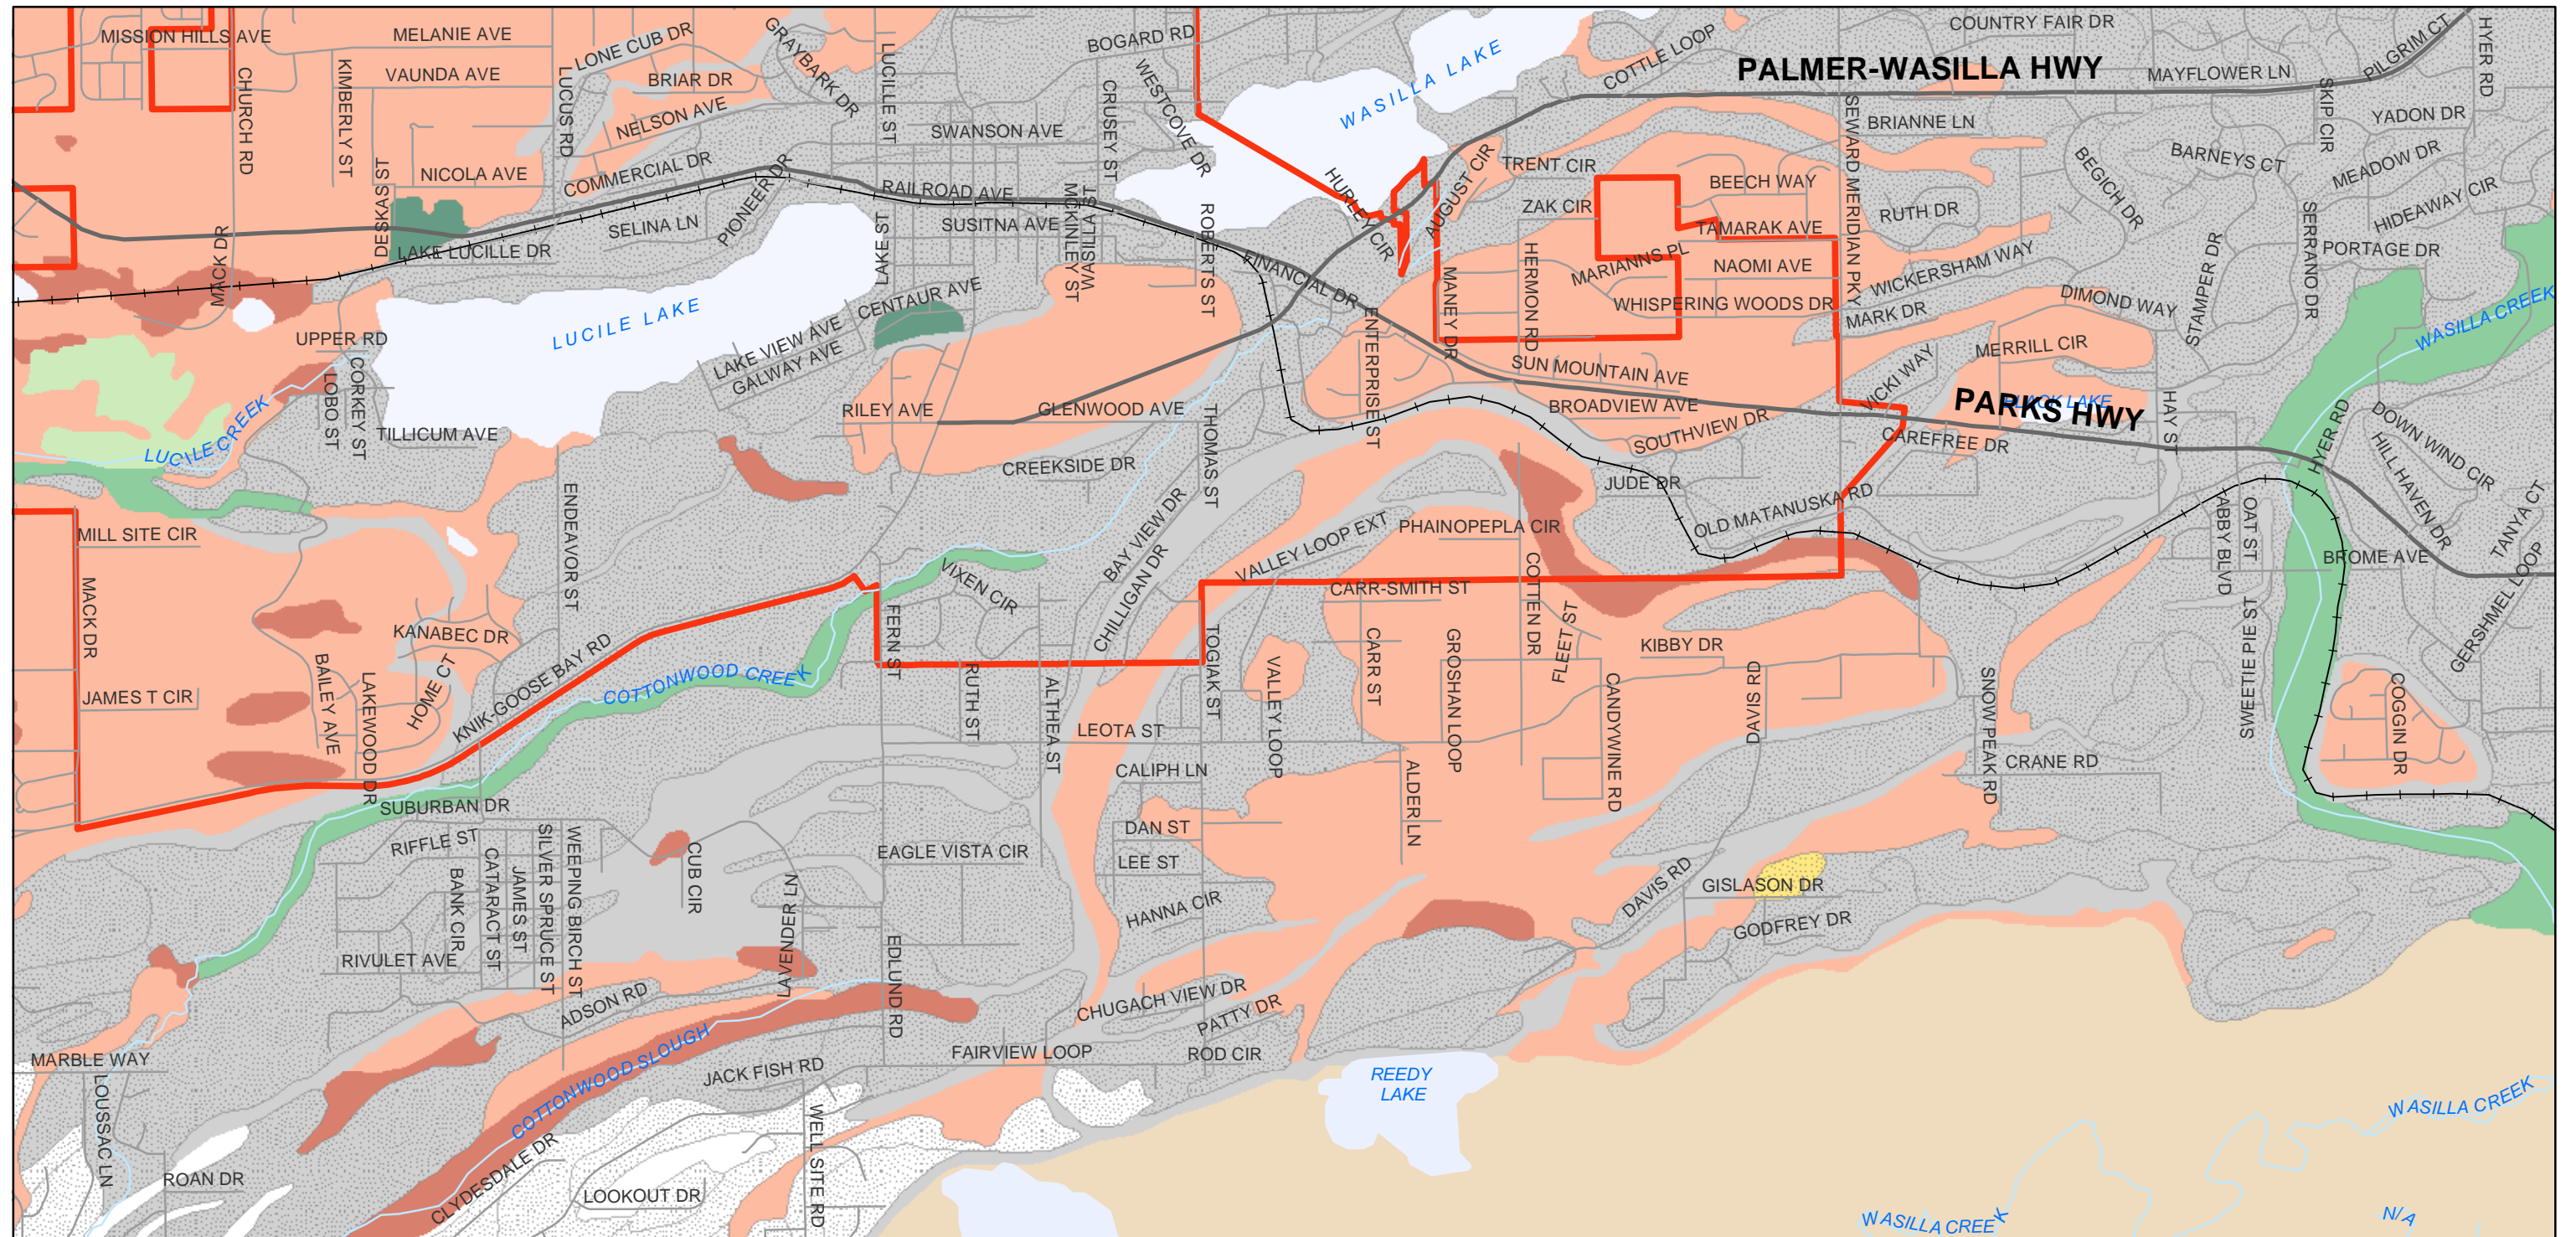 MISSION HILLS AVE
MELANIE AVE
LONE CUB DR
GRAYBARK DR
BOGARD RD
COTTLE LOOP
COUNTRY FAIR DR
PILGRIM CT
HYER RD
PALMER-WASILLA HWY
MAYFLOWER LN
CHURCH RD
KIMBERLY ST
VAUNDA AVE
LUCUS RD
BRIAR DR
LUCILLE ST
CRUSEY ST
WESTCOVE DR
WASILLA LAKE
SEWARD MERIDIAN PKY
SKIP CIR
YADON DR
NELSON AVE
SWANSON AVE
BRIANNE LN
BEGICH DR
BARNEYS CT
MEADOW DR
DESKAS ST
NICOLA AVE
COMMERCIAL DR
PIONEER DR
RAILROAD AVE
HURLEY CIR
AUGUST CIR
TRENT CIR
BEECH WAY
ZAK CIR
RUTH DR
HIDEAWAY CIR
SELINA LN
LAKE ST
SUSITNA AVE
MCKINLEY ST
WASILLA ST
ROBERTS ST
TAMARAK AVE
SERRANO DR
PORTAGE DR
MACK DR
LAKE LUCILLE DR
FINANCIAL DR
MANEY DR
HERMON RD
MARIANNS PL
NAOMI AVE
WICKERSHAM WAY
STAMPER DR
LUCILE LAKE
CENTAUR AVE
WHISPERING WOODS DR
MARK DR
DIMOND WAY
WASILLA CREEK
UPPER RD
LAKE VIEW AVE
GALWAY AVE
ENTERPRISE ST
SUN MOUNTAIN AVE
MERRILL CIR
VICKI WAY
LOBO ST
CORKEY ST
LUCILE CREEK
RILEY AVE
GLENWOOD AVE
BROADVIEW AVE
PARKS HWY
HAY ST
DOWN WIND CIR
TILLICUM AVE
THOMAS ST
SOUTHVIEW DR
CAREFREE DR
HYER RD
HILL HAVEN DR
CREEKSIDE DR
JUDE DR
TANYA CT
ENDEAVOR ST
BAY VIEW DR
OLD MATANUSKA RD
ABBY BLVD
OAT ST
MILL SITE CIR
VALLEY LOOP EXT
PHAINOPEPLA CIR
BROME AVE
GERSHMEL LOOP
MACK DR
VIXEN CIR
CHILLIGAN DR
CARR-SMITH ST
COTTEN DR
KANABEC DR
FERN ST
TOGIAK ST
CARR ST
GROSHAN LOOP
FLEET ST
KIBBY DR
SWEETIE PIE ST
JAMES T CIR
BAILEY AVE
LAKEWOOD DR
HOME CT
KNIK-GOOSE BAY RD
COTTONWOOD CREEK
RUTH ST
ALTHEA ST
LEOTA ST
VALLEY LOOP
CANDYWINE RD
DAVIS RD
SNOW PEAK RD
COGGIN DR
CALIPH LN
ALDER LN
CRANE RD
SUBURBAN DR
RIFFLE ST
CUB CIR
EAGLE VISTA CIR
DAN ST
LEE ST
BANK CIR
CATARACT ST
JAMES ST
SILVER SPRUCE ST
WEEPING BIRCH ST
LAVENDER LN
EDLUND RD
HANNA CIR
DAVIS RD
GISLASON DR
GODFREY DR
RIVULET AVE
ADSON RD
CHUGACH VIEW DR
PATTY DR
COTTONWOOD SLOUGH
JACK FISH RD
FAIRVIEW LOOP
ROD CIR
MARBLE WAY
LOUSSAC LN
REEDY
LAKE
WASILLA CREEK
CLYDESDALE DR
WELL SITE RD
ROAN DR
LOOKOUT DR
WASILLA CREEK
N/A